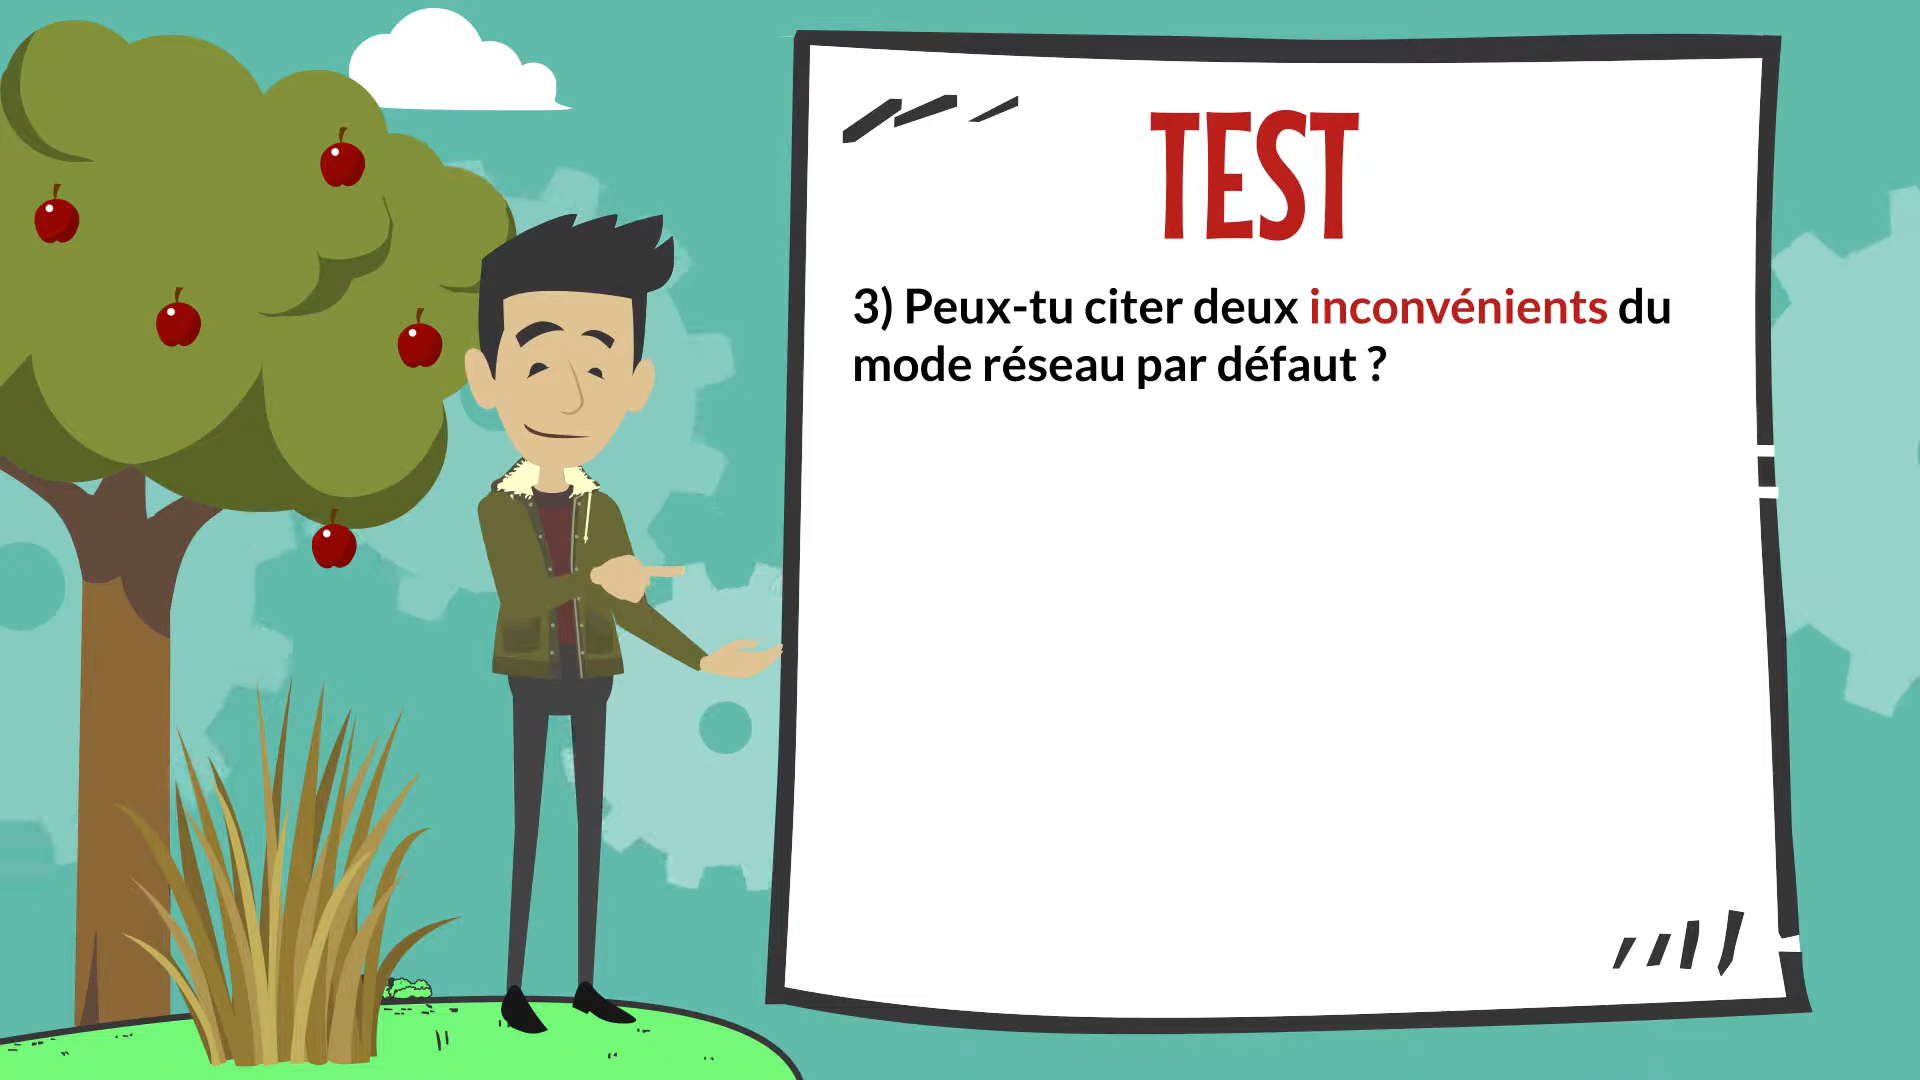 TEST
3) Peux-tu citer deux inconvénients du
mode réseau par défaut ?